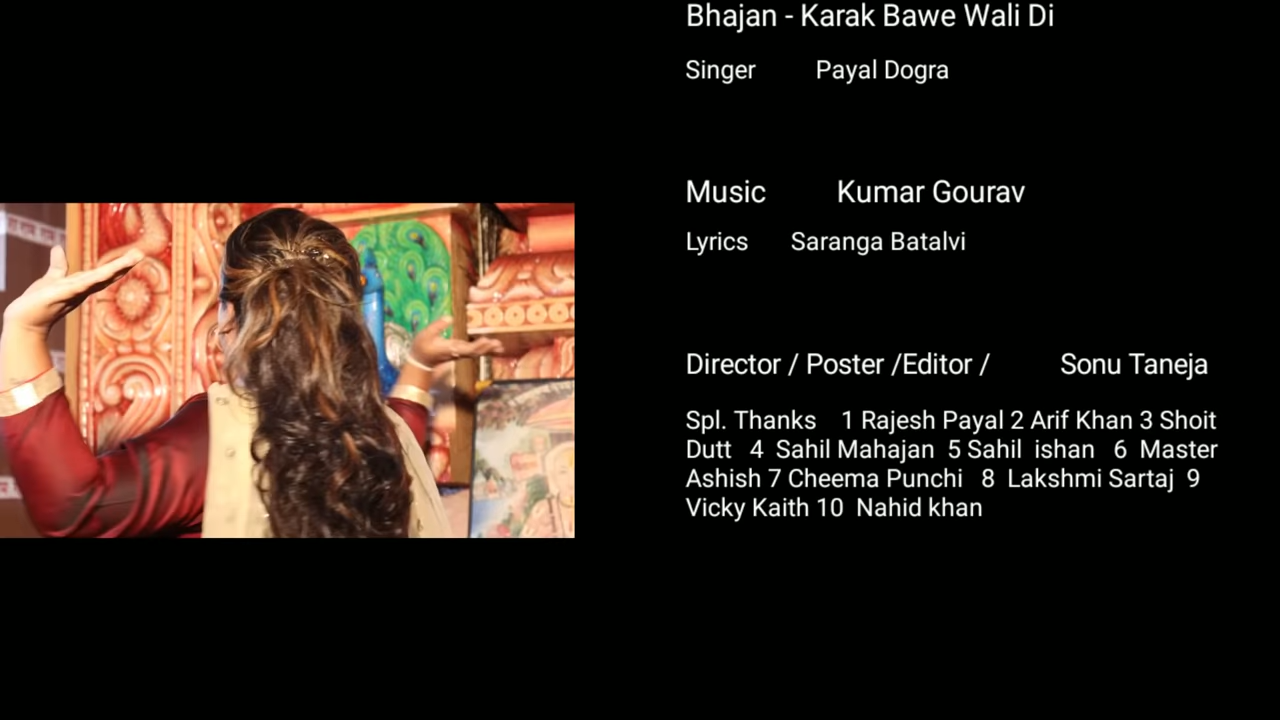 Bhajan - Karak Bawe Wali Di
Singer Payal Dogra
Music Kumar Gourav
Lyrics Saranga Batalvi
Director / Poster /Editor / Sonu Taneja
Spl. Thanks 1 Rajesh Payal 2 Arif Khan 3 Shoit
Dutt 4 Sahil Mahajan 5 Sahil ishan 6 Master
Ashish 7 Cheema Punchi 8 Lakshmi Sartaj 9
Vicky Kaith 10 Nahid khan